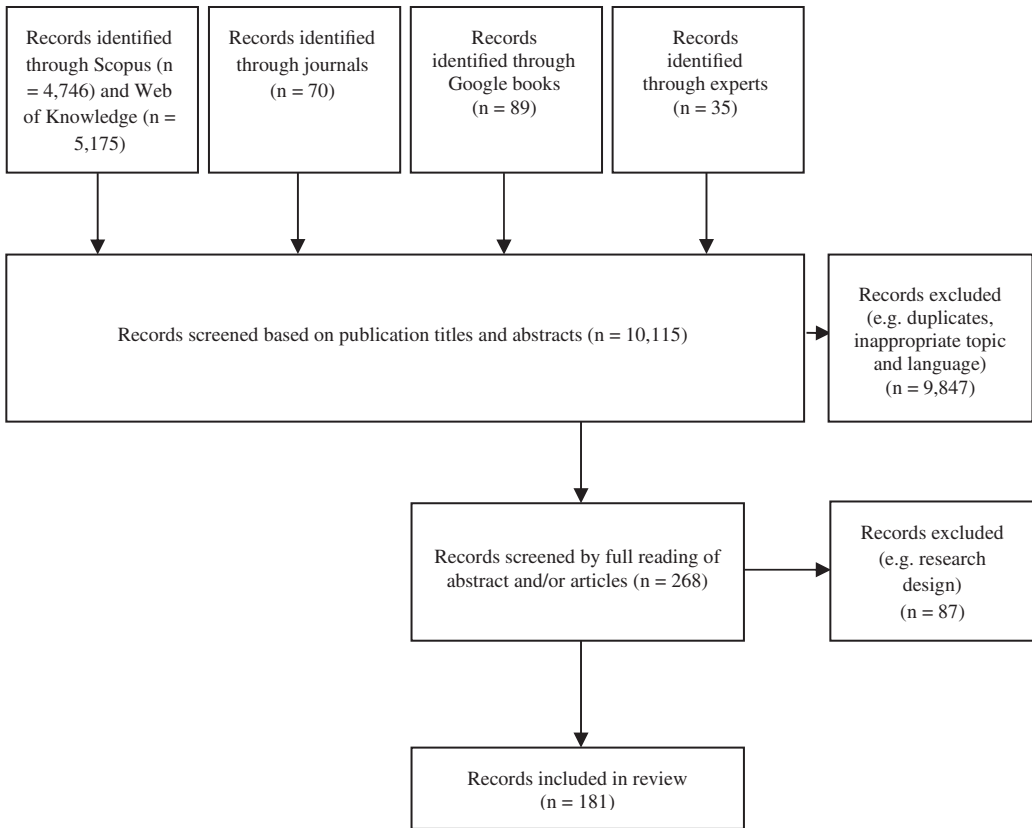 Records identified
through Scopus (n
= 4,746) and Web
of Knowledge (n =
5,175)
Records identified
through journals
(n = 70)
Records
identified through
Google books
(n = 89)
Records
identified
through experts
(n = 35)
Records screened based on publication titles and abstracts (n = 10,115)
Records excluded
(e.g. duplicates,
inappropriate topic
and language)
(n = 9,847)
Records screened by full reading of
abstract and/or articles (n = 268)
Records excluded
(e.g. research
design)
(n = 87)
Records included in review
(n = 181)